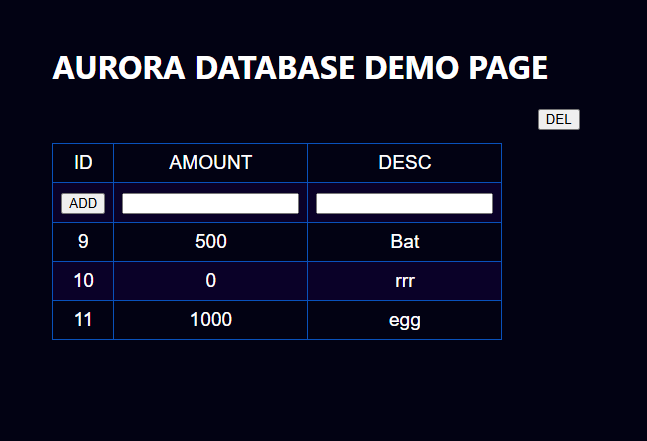 AURORA DATABASE DEMO PAGE
DEL
ID AMOUNT DESC
ADD
9 500 Bat
10 0 rrr
11 1000 egg